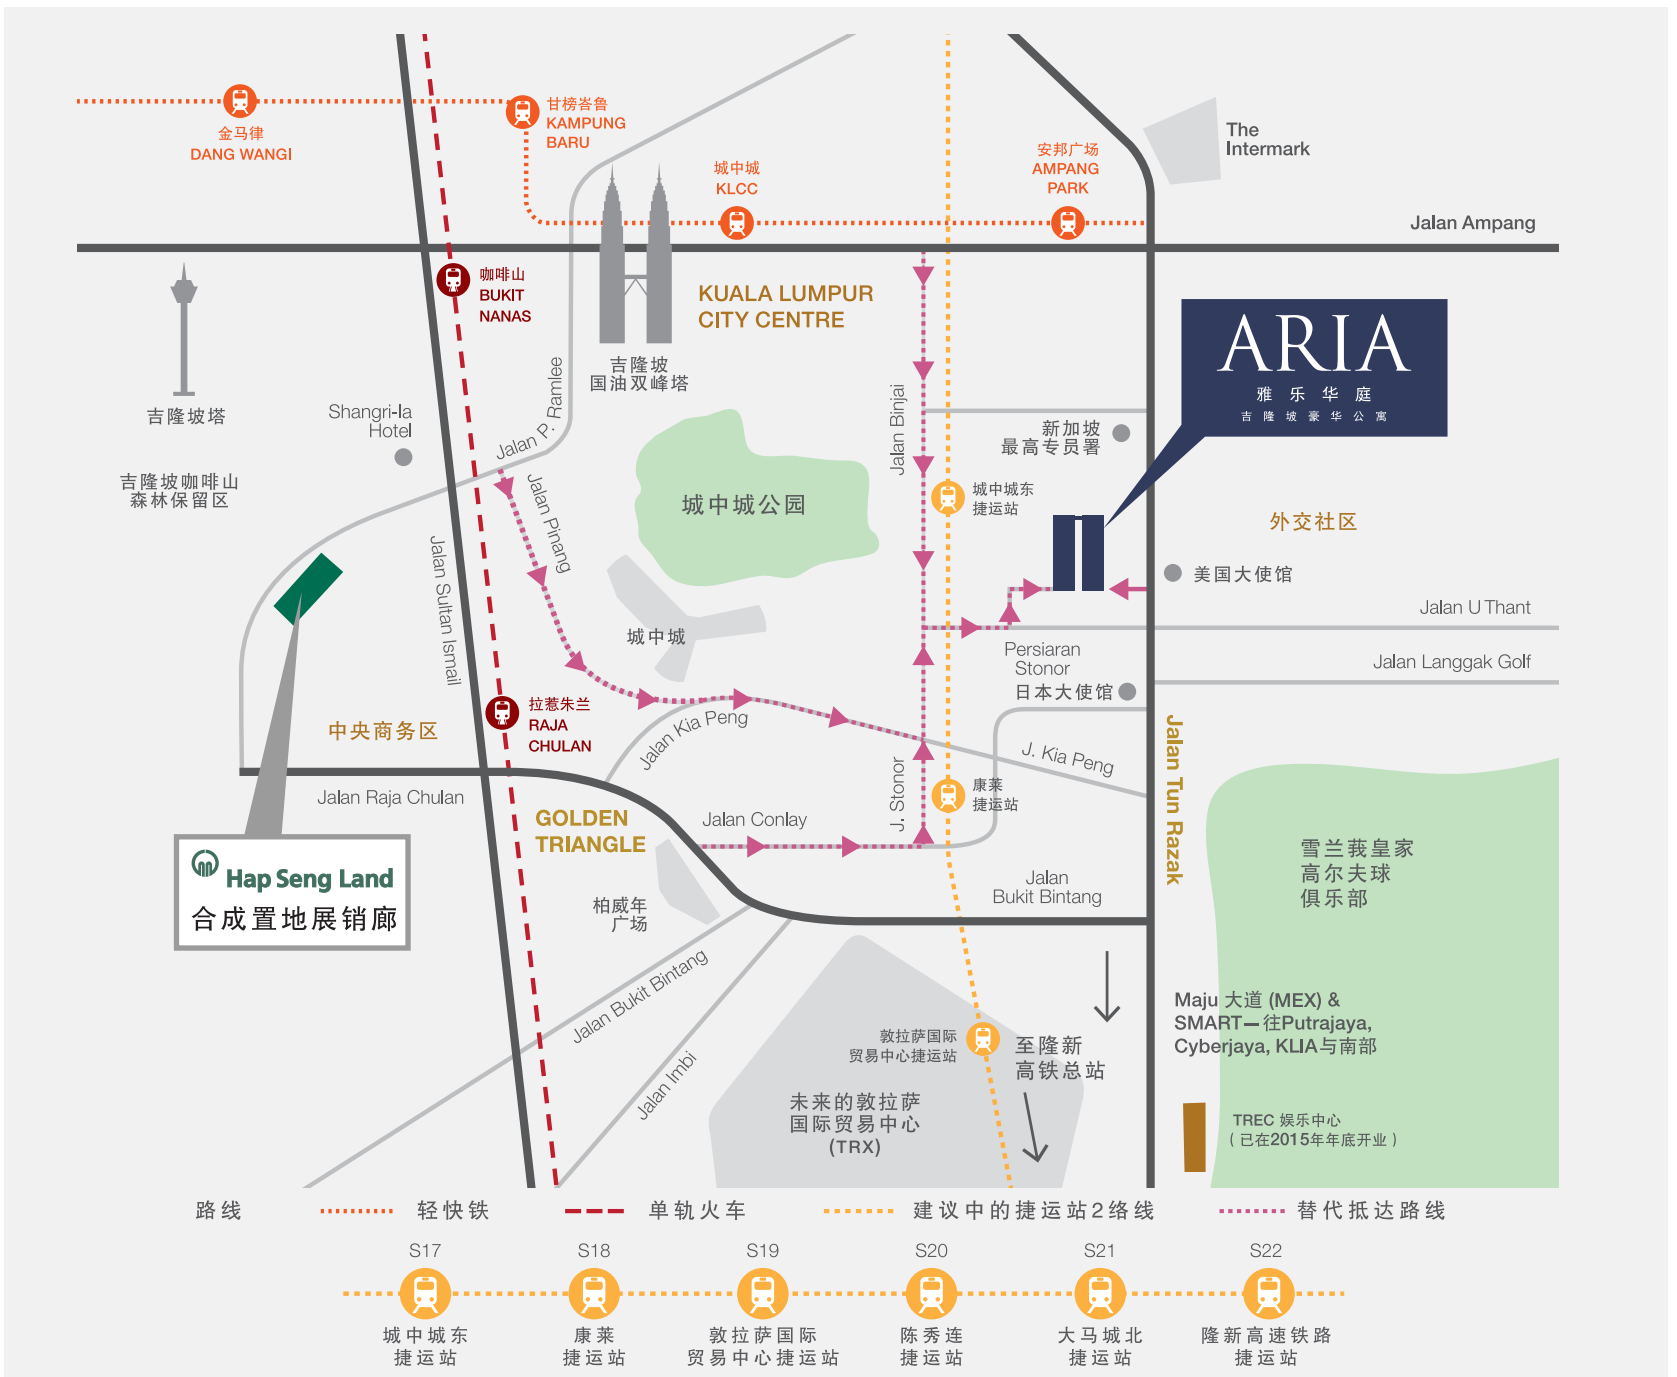 金马律
DANG WANGI
甘榜峇鲁
KAMPUNG
BARU
城中城
KLCC
安邦广场
AMPANG
PARK
The
Intermark
Jalan Ampang
咖啡山
BUKIT
NANAS
KUALA LUMPUR
CITY CENTRE
ARIA
雅乐华庭
吉隆坡豪华公寓
吉隆坡
国油双峰塔
吉隆坡塔
Shangri-la
Hotel
Jalan P. Ramlee
Jalan Binjai
新加坡
最高专员署
吉隆坡咖啡山
森林保留区
Jalan Pinang
城中城公园
城中城东
捷运站
外交社区
美国大使馆
Jalan Sultan Ismail
城中城
Jalan U Thant
Persiaran
Stonor
Jalan Langgak Golf
日本大使馆
中央商务区
拉惹朱兰
RAJA
CHULAN
Jalan Kia Peng
J. Kia Peng
Jalan Tun Razak
Jalan Raja Chulan
GOLDEN
TRIANGLE
Jalan Conlay
J. Stonor
康莱
捷运站
Hap Seng Land
合成置地展销廊
雪兰莪皇家
高尔夫球
俱乐部
Jalan
Bukit Bintang
柏威年
广场
Jalan Bukit Bintang
Jalan Imbi
敦拉萨国际
贸易中心捷运站
至隆新
高铁总站
Maju 大道 (MEX) &
SMART—往Putrajaya,
Cyberjaya, KLIA与南部
未来的敦拉萨
国际贸易中心
(TRX)
TREC 娱乐中心
(已在2015年年底开业)
路线
轻快铁
单轨火车
建议中的捷运站2络线
替代抵达路线
S17
S18
S19
S20
S21
S22
城中城东
捷运站
康莱
捷运站
敦拉萨国际
贸易中心捷运站
陈秀连
捷运站
大马城北
捷运站
隆新高速铁路
捷运站